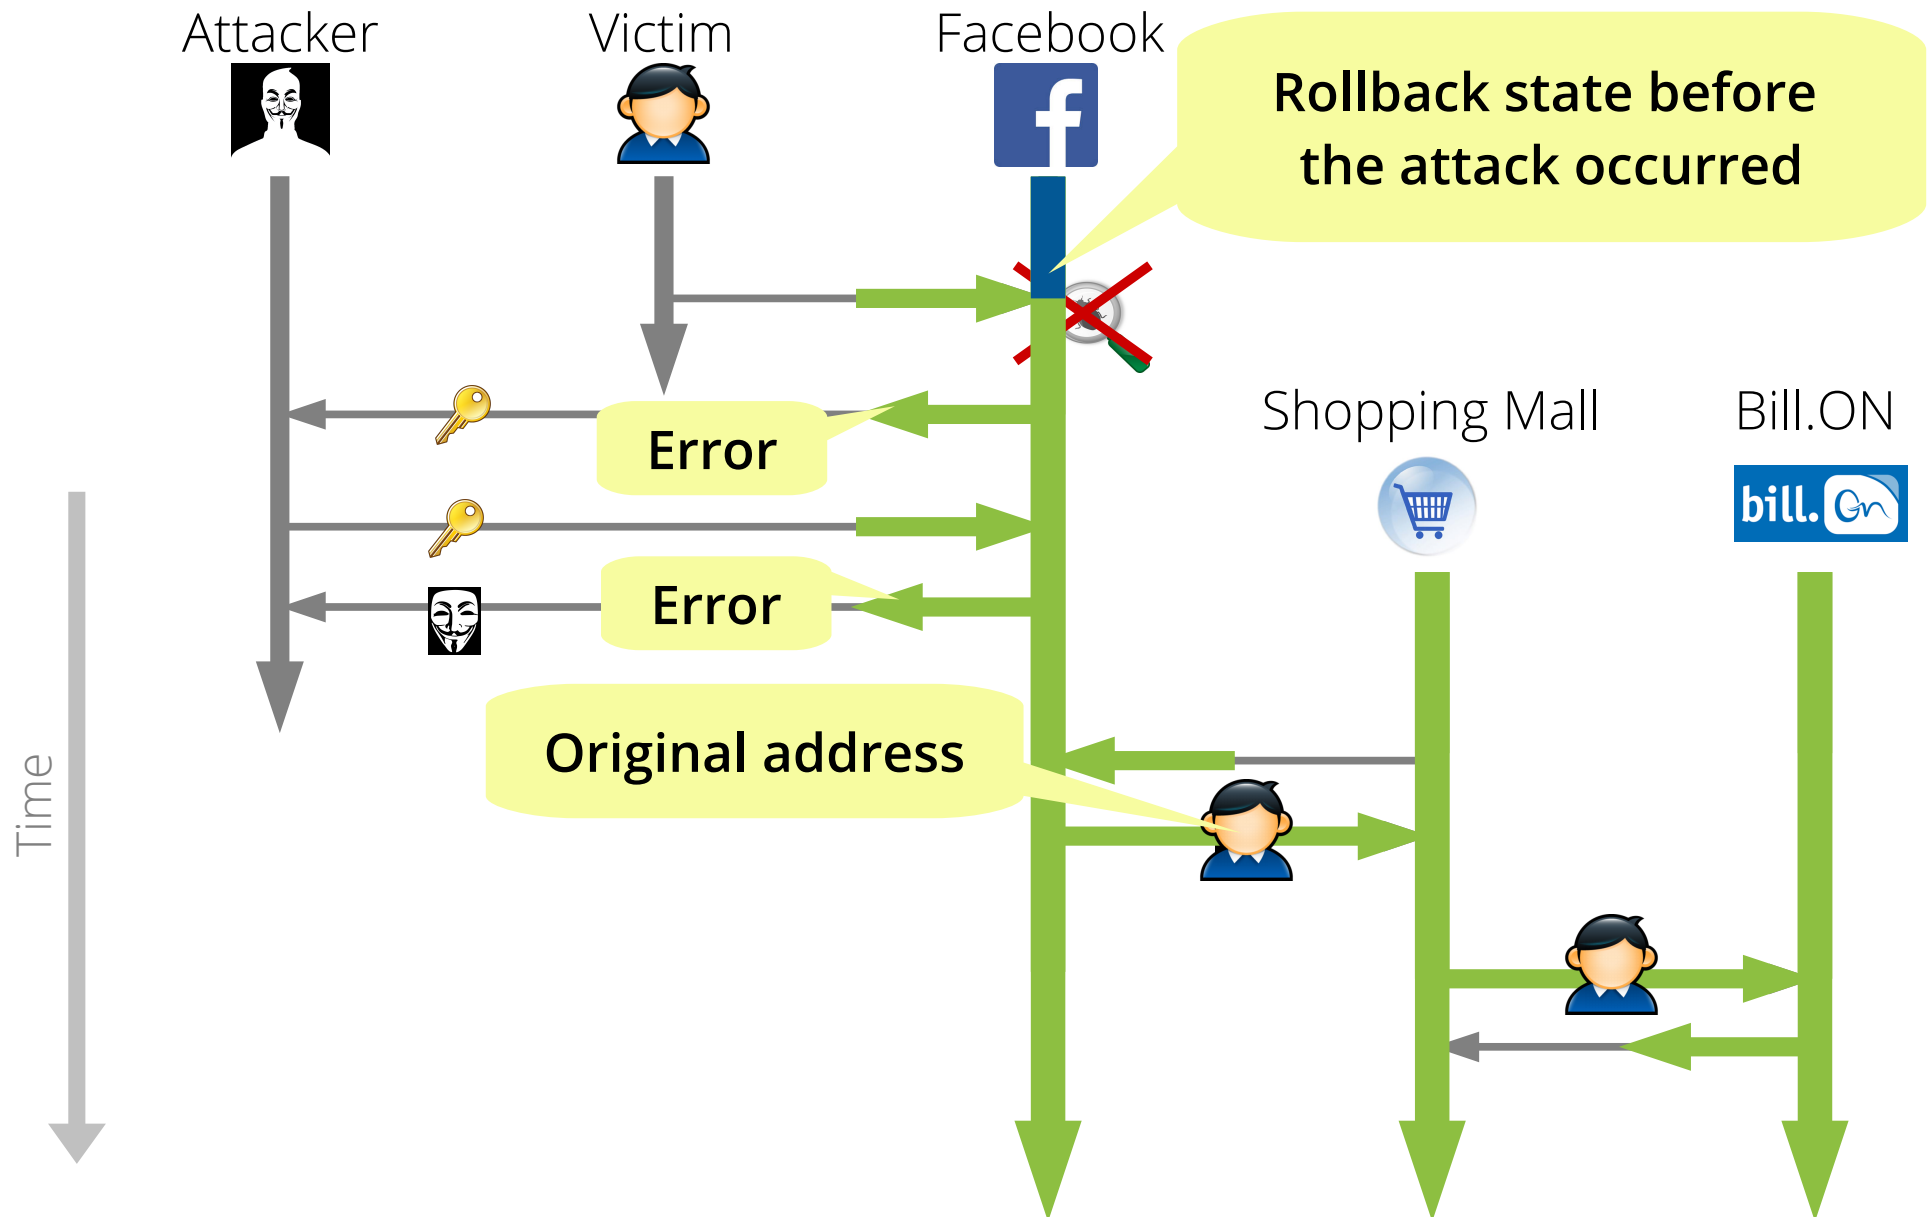 Attacker
Victim
Facebook
Rollback state before
the attack occurred
Shopping Mall
Bill.ON
Error
bill.On
Error
Original address
Time